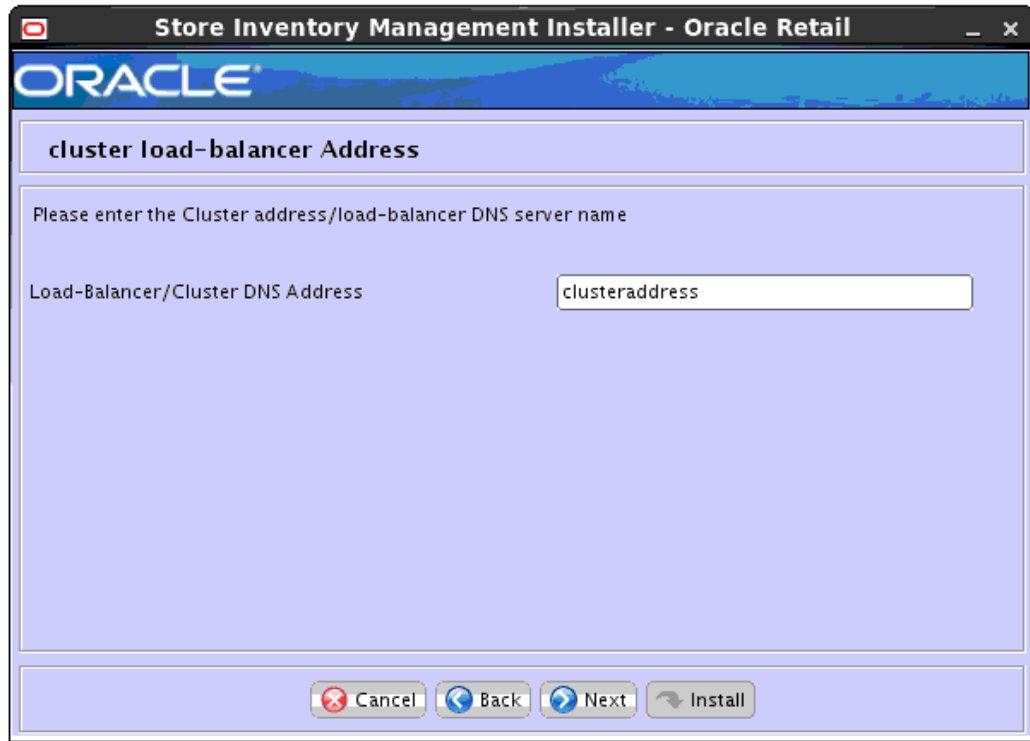 Store Inventory Management Installer - Oracle Retail
ORACLE
cluster load-balancer Address
Please enter the Cluster address/load-balancer DNS server name
Load-Balancer/Cluster DNS Address clusteraddress
Cancel Back Next Install